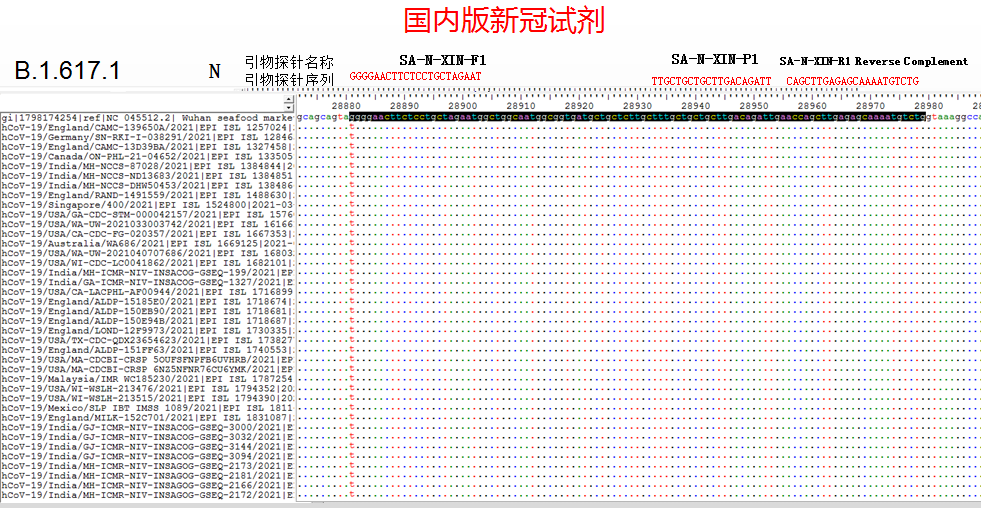 国内版新冠试剂
B.1.617.1
N
引物探针名称 SA-N-XIN-F1 SA-N-XIN-P1 SA-N-XIN-R1 Reverse Complement
引物探针序列 GGGGAACTTCTCCTGCTAGAAT TTGCTGCTGCTTGACAGATT CAGCTTGAGAGCAAAATGTCTG
28880 28890 28900 28910 28920 28930 28940 28950 28960 28970 28980
gi|1798174254|ref|NC 045512.2| Wuhan seafood marke gcagcagtaggggaacttctcctgctagaatggctggcaatggcggtgatgctgctcttgctttgctgctgctgcttgacagattgaaccagcttgagagcaaaatgtctgtaaaggcca
hCoV-19/England/CAMC-139650A/2021|EPI ISL 1257024|. t
hCoV-19/Germany/SN-RKI-I-038291/2021|EPI ISL 12846 t
hCoV-19/England/CAMC-13D39BA/2021|EPI ISL 1327458|. t
hCoV-19/Canada/ON-PHL-21-04652/2021|EPI ISL 133505 t
hCoV-19/India/MH-NCCS-87028/2021|EPI ISL 1384844|2 t
hCoV-19/India/MH-NCCS-ND13683/2021|EPI ISL 1384851 t
hCoV-19/India/MH-NCCS-DHW50453/2021|EPI ISL 138486 t
hCoV-19/England/RAND-1491559/2021|EPI ISL 1488630|. t
hCoV-19/Singapore/400/2021|EPI ISL 1524800|2021-03 t
hCoV-19/USA/GA-CDC-STM-000042157/2021|EPI ISL 1576 t
hCoV-19/USA/WA-UW-2021033003742/2021|EPI ISL 16166 t
hCoV-19/USA/CA-CDC-FG-020357/2021|EPI ISL 1667353|. t
hCoV-19/Australia/WA686/2021|EPI ISL 1669125|2021- t
hCoV-19/USA/WA-UW-2021040707686/2021|EPI ISL 16803 t
hCoV-19/USA/WI-CDC-LC0041862/2021|EPI ISL 1682101|. t
hCoV-19/India/MH-ICMR-NIV-INSACOG-GSEQ-199/2021|EP t
hCoV-19/India/GA-ICMR-NIV-INSACOG-GSEQ-1327/2021|E t
hCoV-19/USA/CA-LACPHL-AF00944/2021|EPI ISL 1716899 t
hCoV-19/England/ALDP-15185E0/2021|EPI ISL 1718674|. t
hCoV-19/England/ALDP-150EB90/2021|EPI ISL 1718681|. t
hCoV-19/England/ALDP-150E94B/2021|EPI ISL 1718687|. t
hCoV-19/England/LOND-12F9973/2021|EPI ISL 1730335|. t
hCoV-19/USA/TX-CDC-QDX23654623/2021|EPI ISL 173827 t
hCoV-19/England/ALDP-151FF63/2021|EPI ISL 1740553|. t
hCoV-19/USA/MA-CDCBI-CRSP 5OUFSFNPFB6UVHRB/2021|EP t
hCoV-19/USA/MA-CDCBI-CRSP 6NZ5NFNR76CU6YMK/2021|EP t
hCoV-19/Malaysia/IMR WC185230/2021|EPI ISL 1787254 t
hCoV-19/USA/WI-WSLH-213476/2021|EPI ISL 1794352|20 t
hCoV-19/USA/WI-WSLH-213515/2021|EPI ISL 1794390|20 t
hCoV-19/Mexico/SLP IBT IMSS 1089/2021|EPI ISL 1811 t
hCoV-19/England/MILK-152C701/2021|EPI ISL 1831087|. t
hCoV-19/India/GJ-ICMR-NIV-INSACOG-GSEQ-3000/2021|E t
hCoV-19/India/GJ-ICMR-NIV-INSACOG-GSEQ-3032/2021|E t
hCoV-19/India/GJ-ICMR-NIV-INSACOG-GSEQ-3144/2021|E t
hCoV-19/India/GJ-ICMR-NIV-INSACOG-GSEQ-3094/2021|E t
hCoV-19/India/MH-ICMR-NIV-INSAGOG-GSEQ-2173/2021|E t
hCoV-19/India/MH-ICMR-NIV-INSAGOG-GSEQ-2181/2021|E t
hCoV-19/India/MH-ICMR-NIV-INSAGOG-GSEQ-2166/2021|E t
hCoV-19/India/MH-ICMR-NIV-INSAGOG-GSEQ-2172/2021|E t